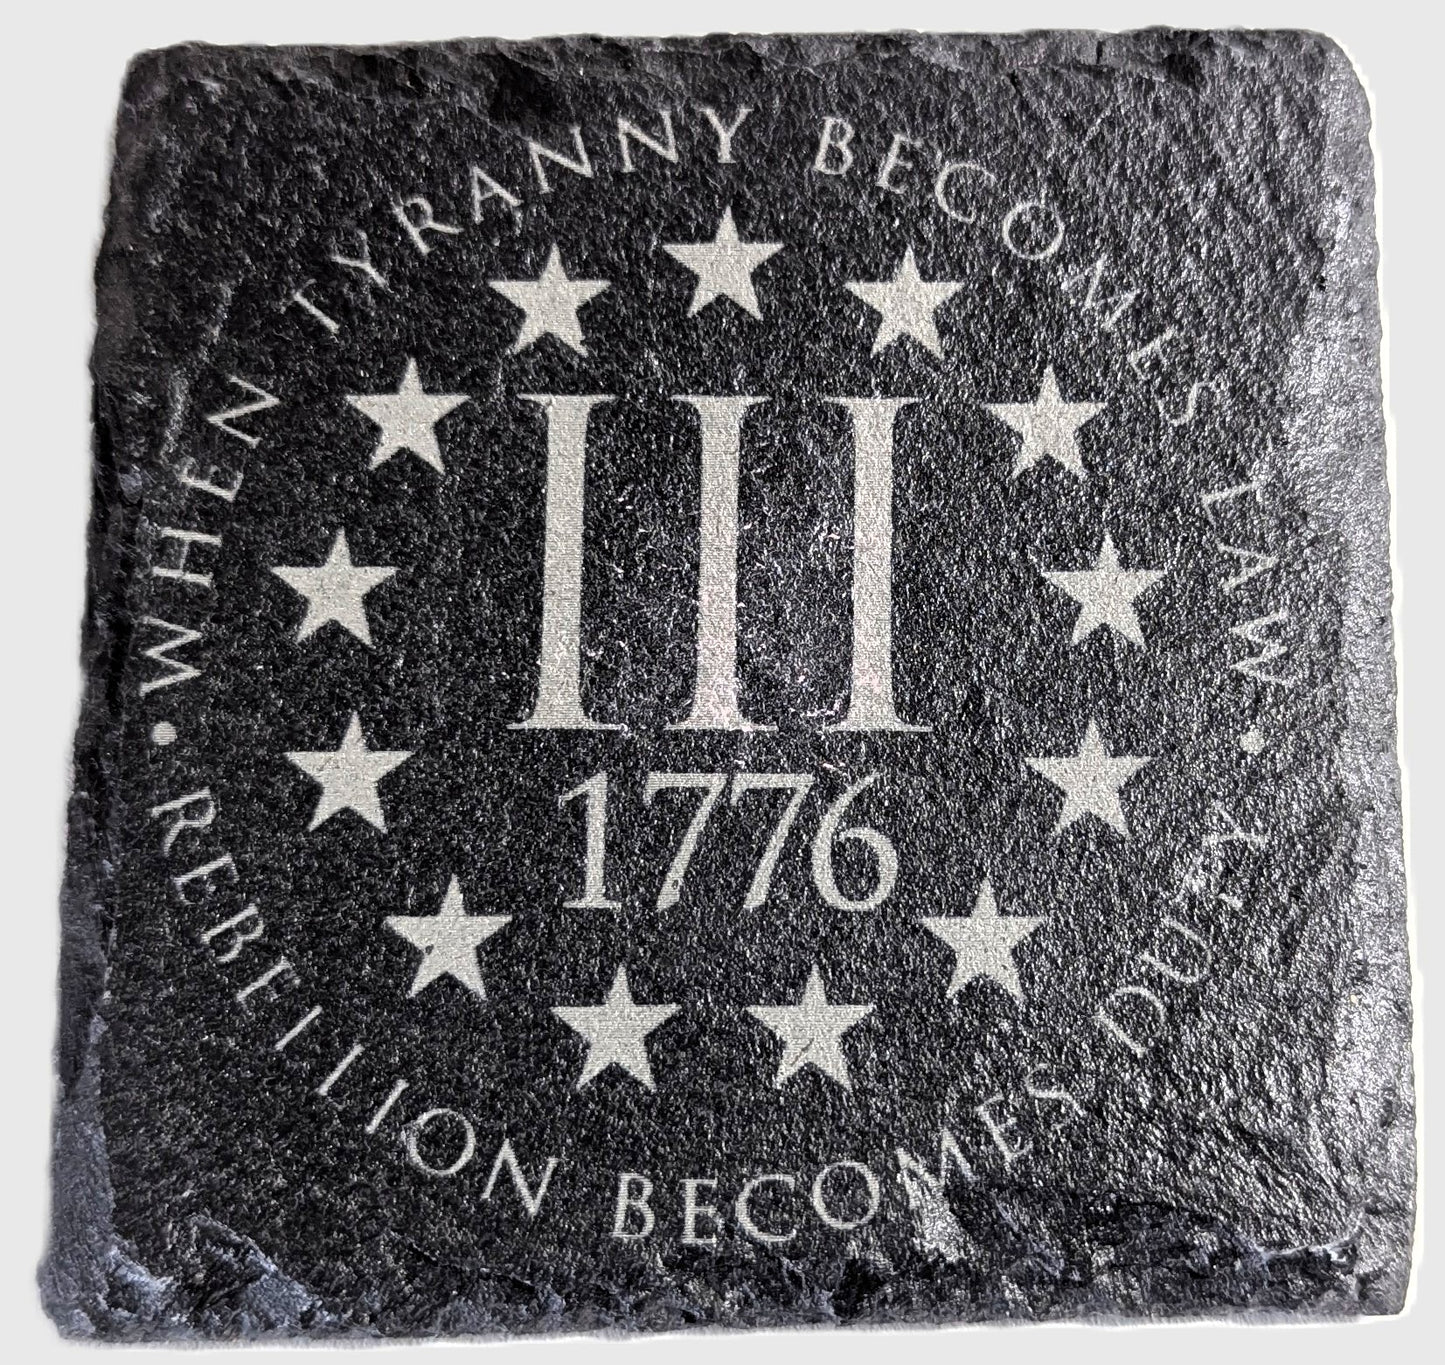 • WHEN TYRANNY BECOMES LAW •
III
1776
REBELLION BECOMES DUTY